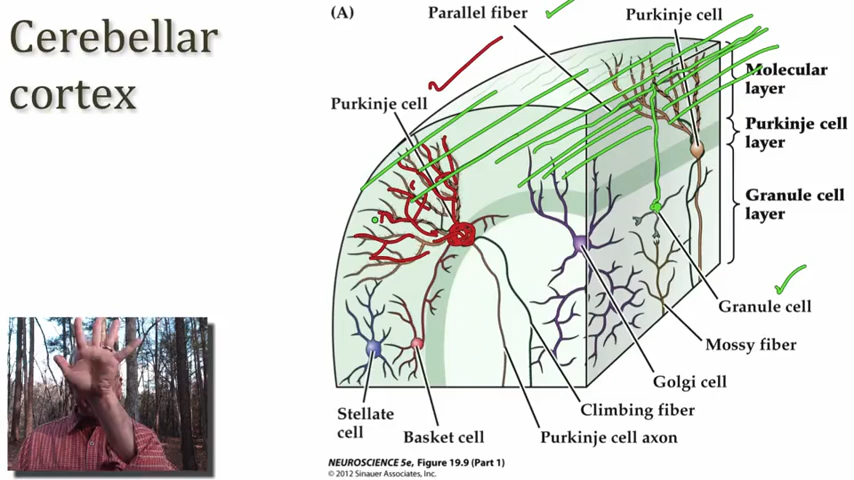 Cerebellar
cortex
(A)
Parallel fiber
Purkinje cell
Purkinje cell
Molecular
layer
Purkinje cell
layer
Granule cell
layer
Granule cell
Mossy fiber
Golgi cell
Climbing fiber
Purkinje cell axon
Stellate
cell
Basket cell
NEUROSCIENCE 5e, Figure 19.9 (Part 1)
© 2012 Sinauer Associates, Inc.